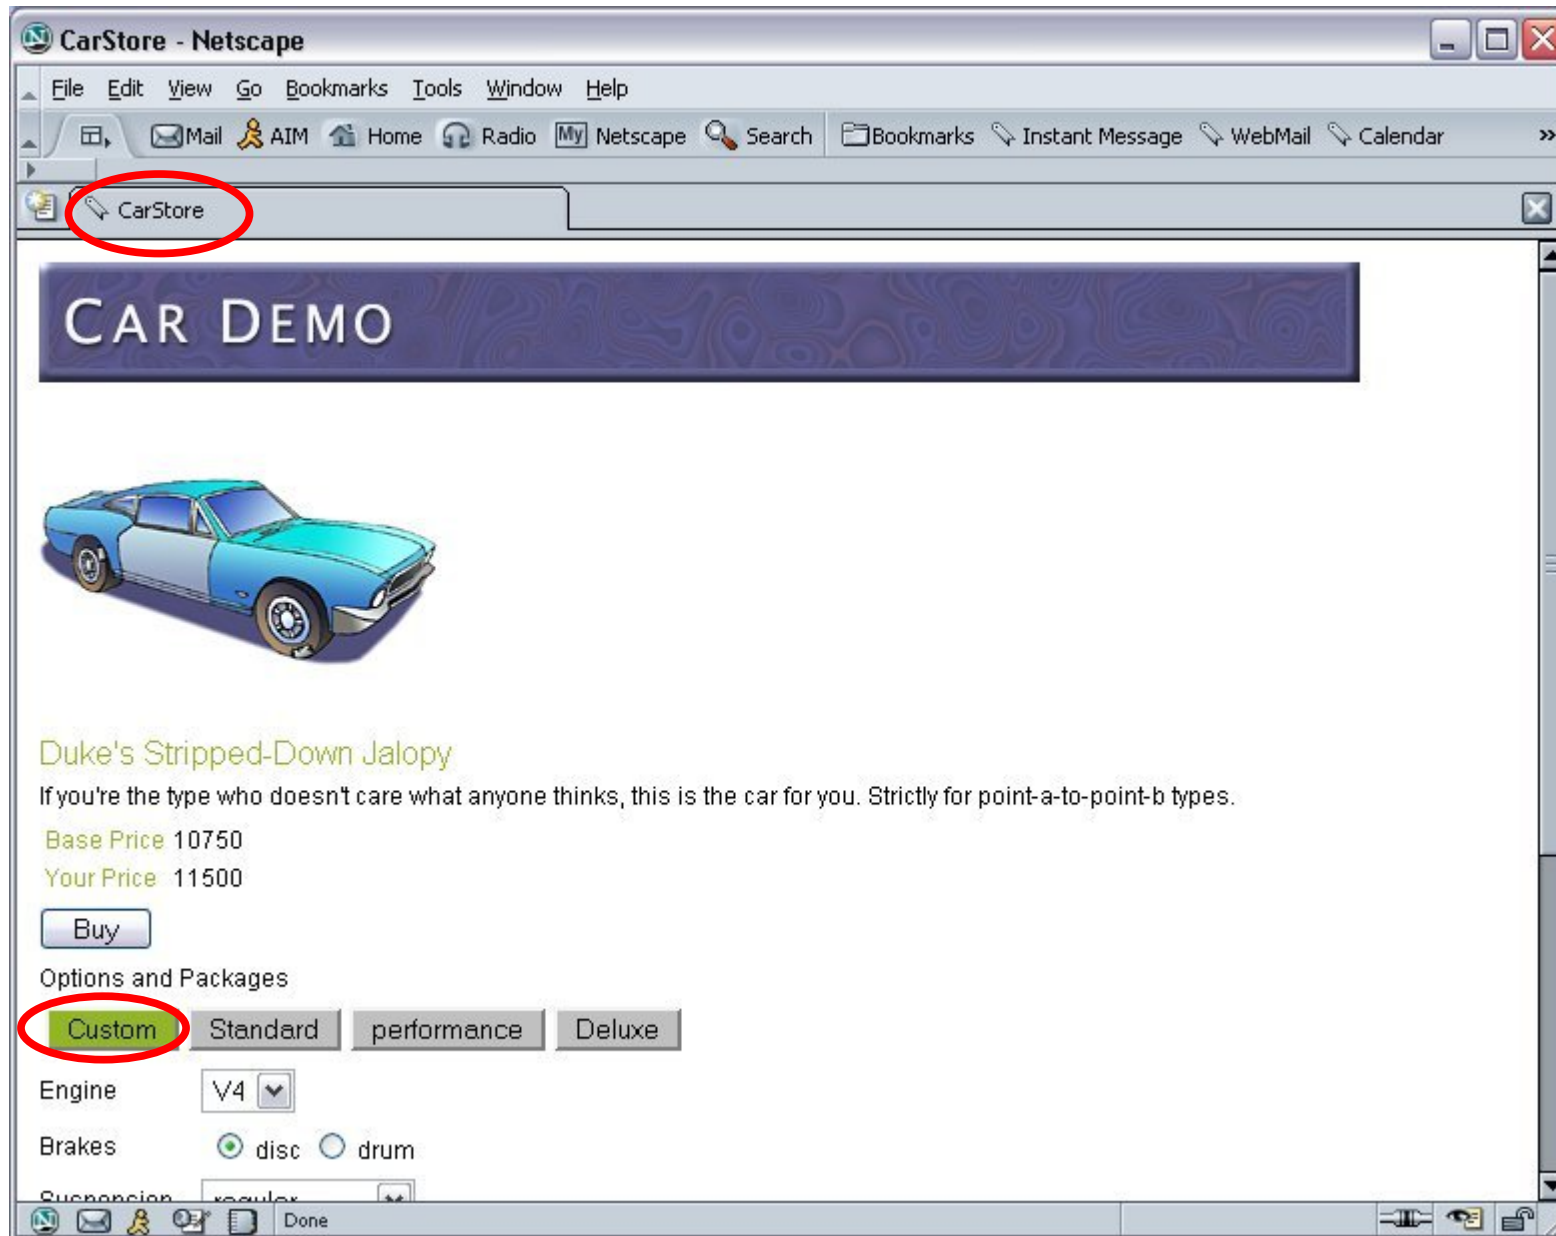 CarStore - Netscape
File Edit View Go Bookmarks Tools Window Help
Mail AIM Home Radio My Netscape Search Bookmarks Instant Message WebMail Calendar »
CarStore
CAR DEMO
Duke's Stripped-Down Jalopy
If you're the type who doesn't care what anyone thinks, this is the car for you. Strictly for point-a-to-point-b types.
Base Price 10750
Your Price 11500
Buy
Options and Packages
Custom Standard performance Deluxe
Engine V4
Brakes disc drum
Suspension regular
Done